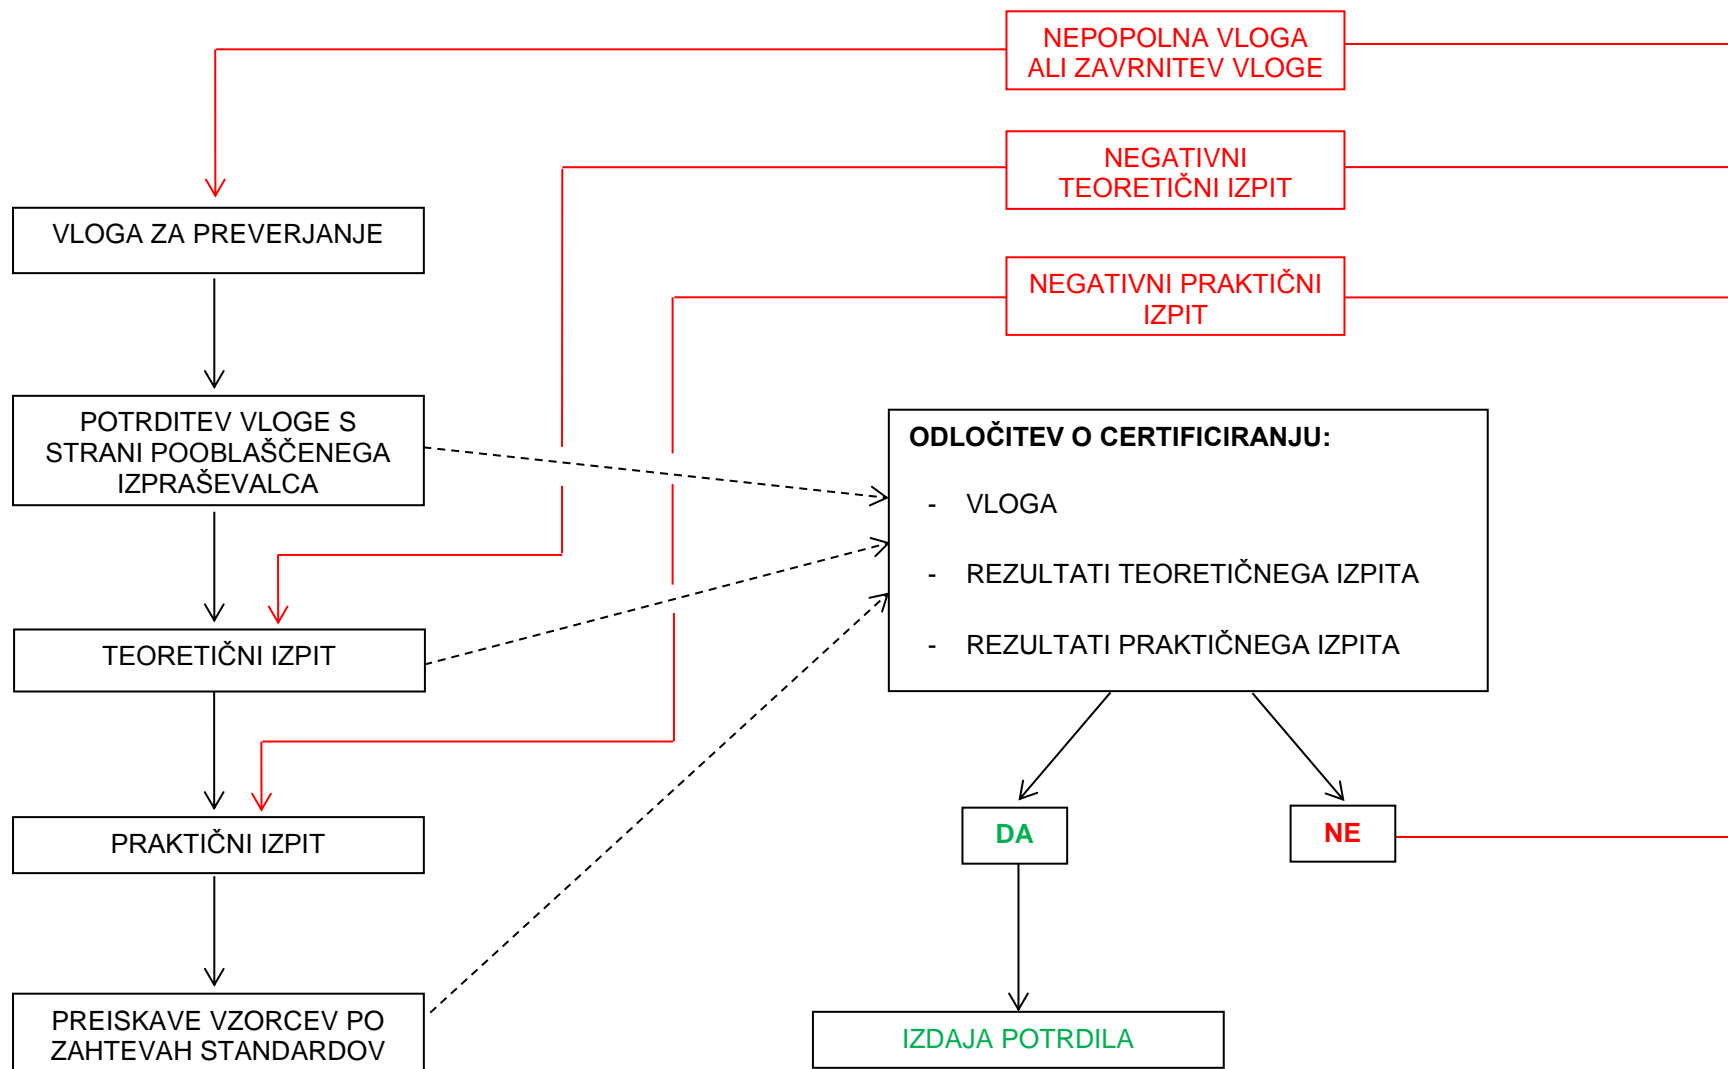 NEPOPOLNA VLOGA
ALI ZAVRNITEV VLOGE
NEGATIVNI
TEORETIČNI IZPIT
NEGATIVNI PRAKTIČNI
IZPIT
VLOGA ZA PREVERJANJE
POTRDITEV VLOGE S
STRANI POOBLAŠČENEGA
IZPRAŠEVALCA
TEORETIČNI IZPIT
PRAKTIČNI IZPIT
PREISKAVE VZORCEV PO
ZAHTEVAH STANDARDOV
ODLOČITEV O CERTIFICIRANJU:
- VLOGA
- REZULTATI TEORETIČNEGA IZPITA
- REZULTATI PRAKTIČNEGA IZPITA
DA
NE
IZDAJA POTRDILA